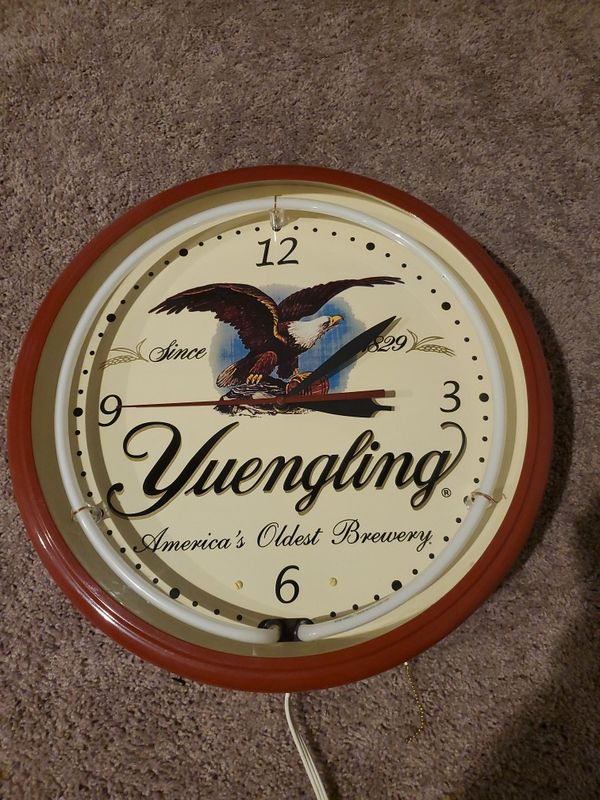 12
Since 1829
9 3
Yuengling®
America's Oldest Brewery.
6